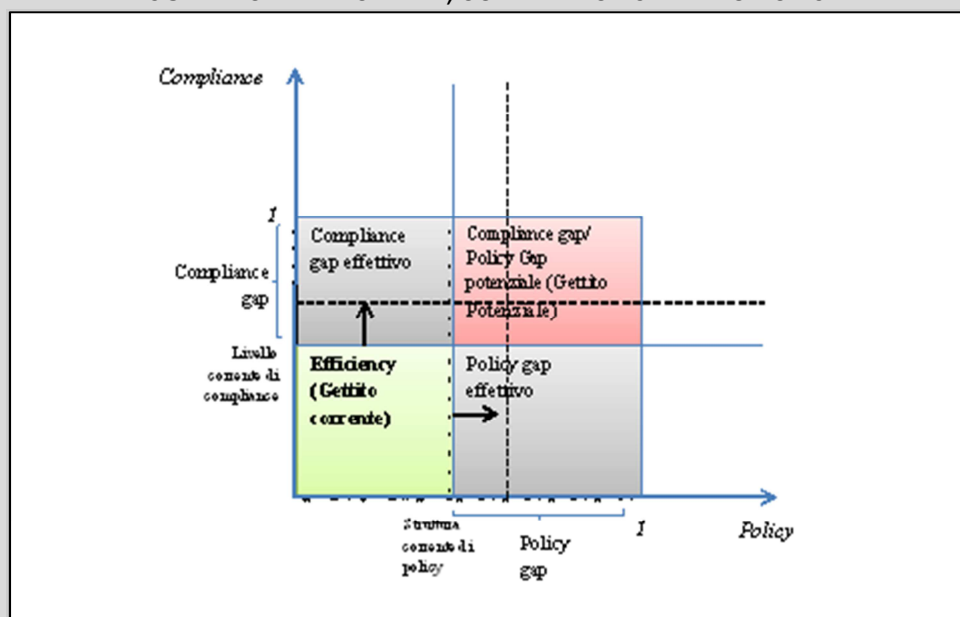 Compliance
1
Compliance
gap effettivo
Compliance gap/
Policy Gap
potenziale (Gettito
Potenziale)
Compliance
gap
Livello
corrente di
compliance
Efficiency
(Gettito
corrente)
Policy gap
effettivo
Struttura
corrente di
policy
Policy
gap
1
Policy